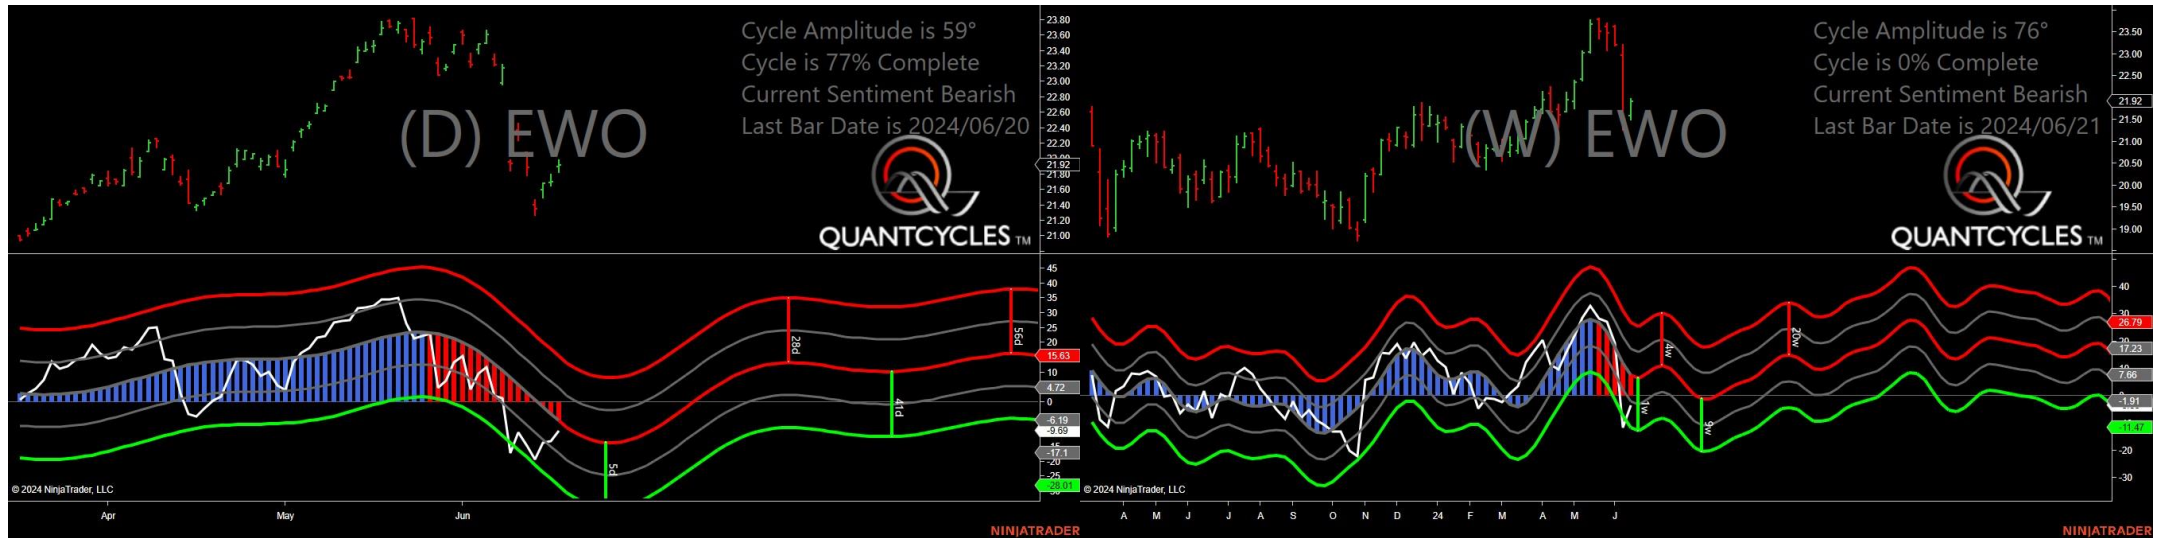 Cycle Amplitude is 59°
Cycle is 77% Complete
Current Sentiment Bearish
Last Bar Date is 2024/06/20
(D) EWO
QUANTCYCLES TM
23.80
23.60
23.40
23.20
23.00
22.80
22.60
22.40
22.20
21.92
21.80
21.60
21.40
21.20
21.00
45
40
35
30
25
20
15.63
10
4.72
0
-6.19
-9.69
-17.1
-20
-25
-28.01
5d
28d
41d
56d
© 2024 NinjaTrader, LLC
Apr
May
Jun
NINJATRADER
Cycle Amplitude is 76°
Cycle is 0% Complete
Current Sentiment Bearish
Last Bar Date is 2024/06/21
(W) EWO
QUANTCYCLES TM
23.50
23.00
22.50
21.92
21.50
21.00
20.50
20.00
19.50
19.00
40
26.79
17.23
7.66
-1.91
-11.47
-20
-30
1w
4w
9w
20w
© 2024 NinjaTrader, LLC
A M J J A S O N D 24 F M A M J
NINJATRADER